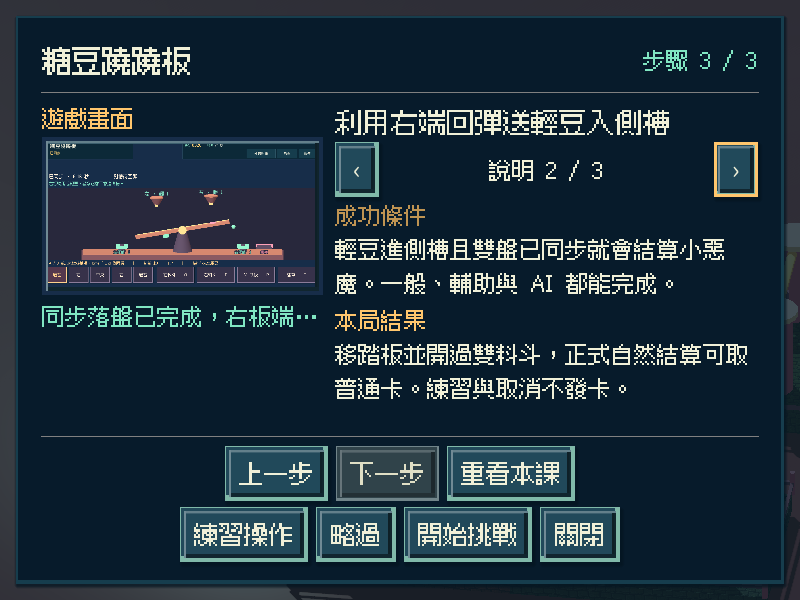 糖豆蹺蹺板
步驟 3 / 3
遊戲畫面
同步落盤已完成，右板端…
利用右端回彈送輕豆入側槽
‹
說明 2 / 3
›
成功條件
輕豆進側槽且雙盤已同步就會結算小惡
魔。一般、輔助與 AI 都能完成。
本局結果
移踏板並開過雙料斗，正式自然結算可取
普通卡。練習與取消不發卡。
上一步
下一步
重看本課
練習操作
略過
開始挑戰
關閉